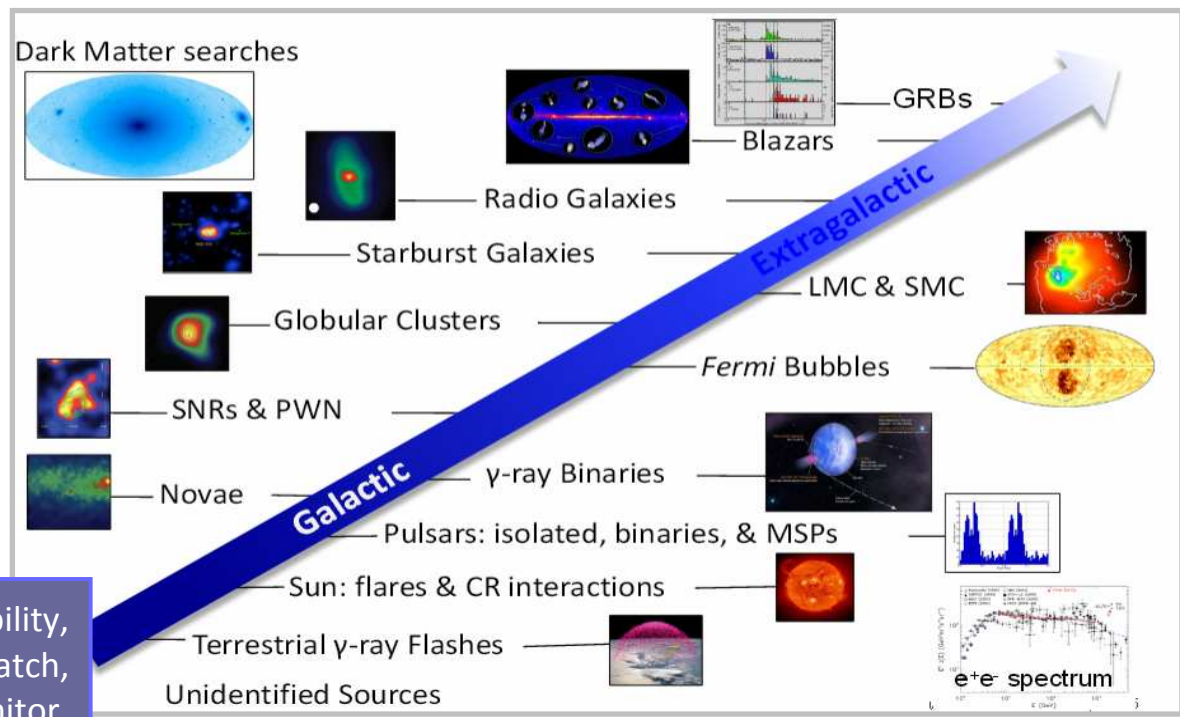 Dark Matter searches
GRBs
Blazars
Radio Galaxies
Starburst Galaxies
Extragalactic
LMC & SMC
Globular Clusters
Fermi Bubbles
SNRs & PWN
γ-ray Binaries
Novae
Galactic
Pulsars: isolated, binaries, & MSPs
Sun: flares & CR interactions
Terrestrial γ-ray Flashes
e⁺e⁻ spectrum
Unidentified Sources